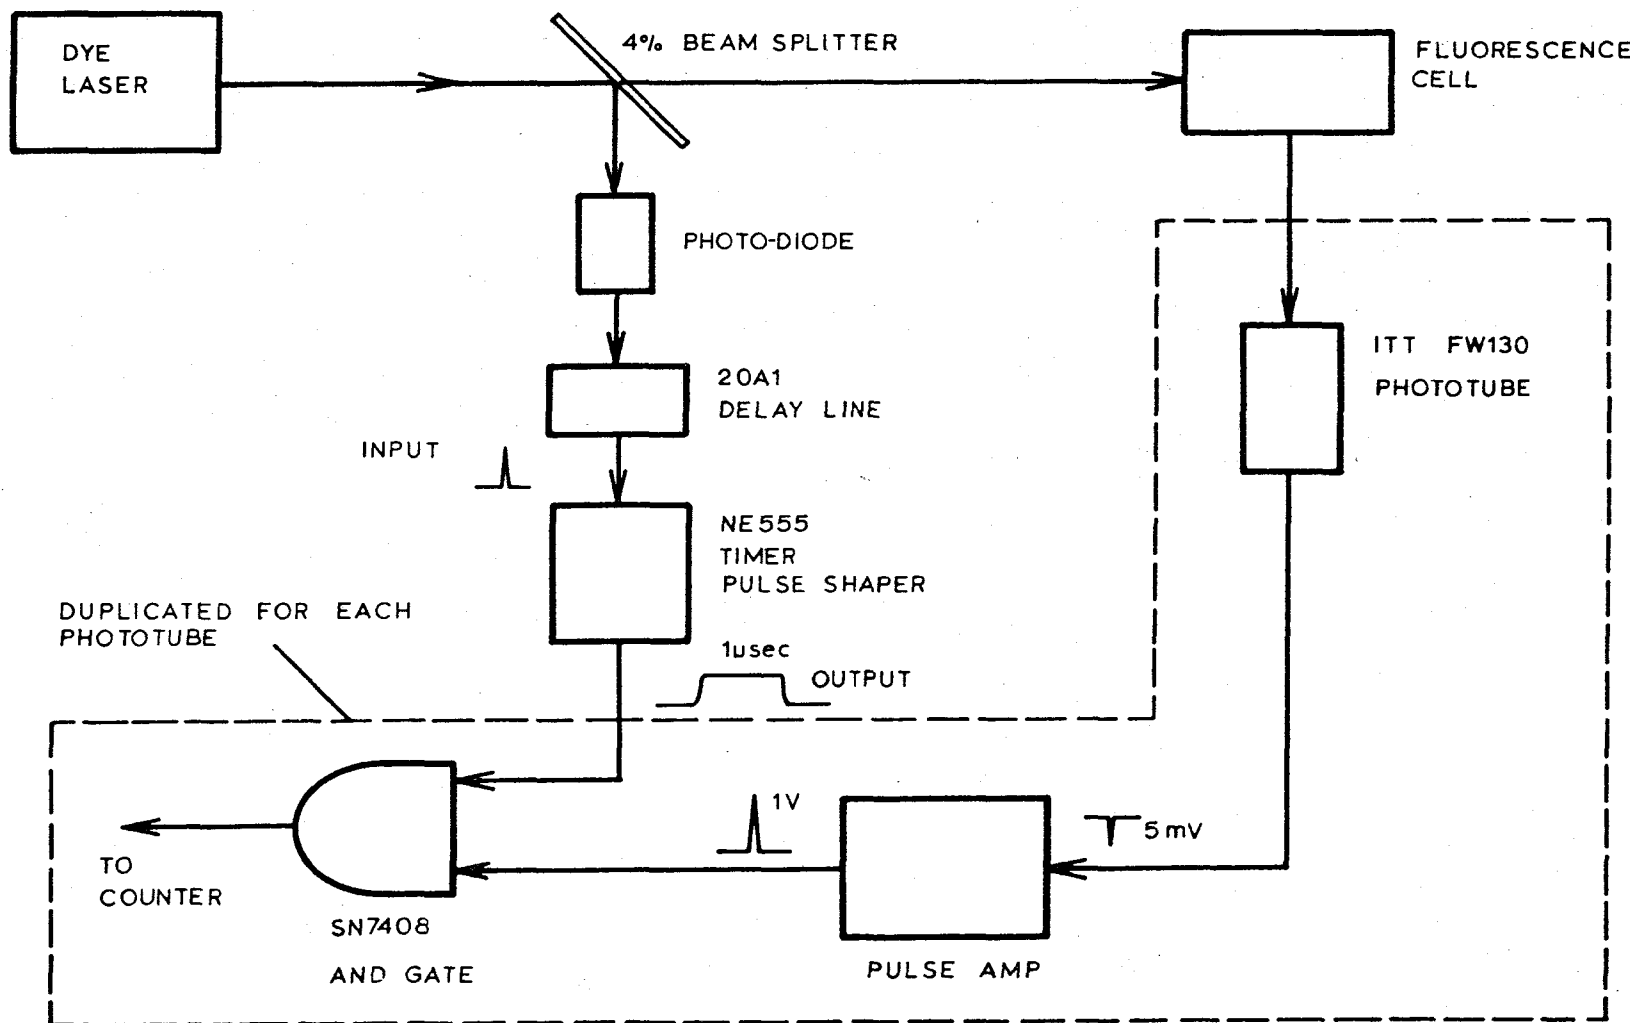 DYE
LASER
4% BEAM SPLITTER
FLUORESCENCE
CELL
PHOTO-DIODE
ITT FW130
PHOTOTUBE
20A1
DELAY LINE
INPUT
NE555
TIMER
PULSE SHAPER
DUPLICATED FOR EACH
PHOTOTUBE
1usec
OUTPUT
1V
5mV
TO
COUNTER
SN7408
AND GATE
PULSE AMP